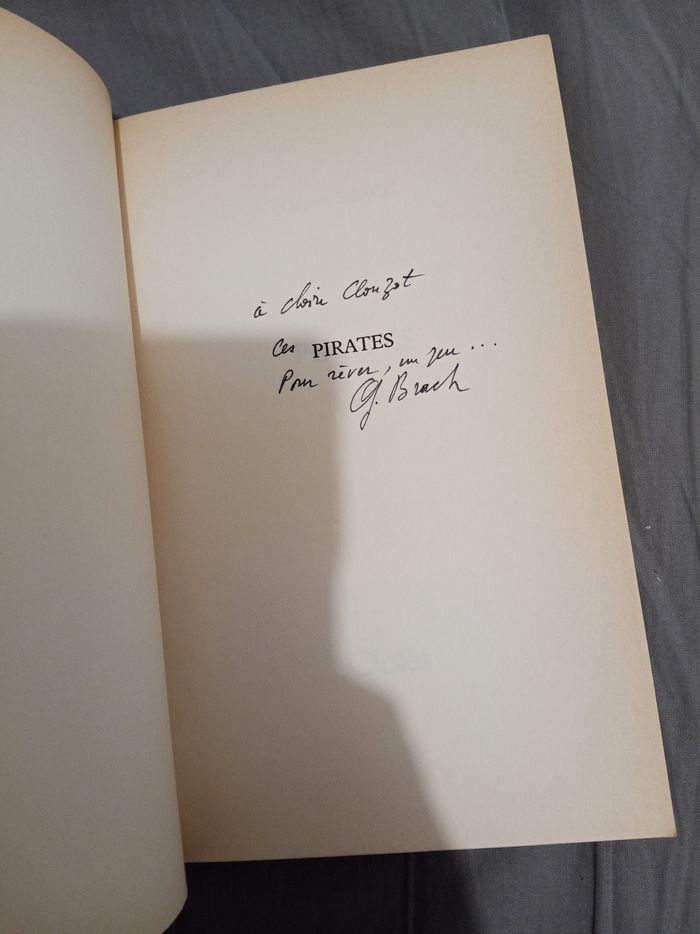 à Claire Clouzot
ces PIRATES
Pour rêver, un peu ...
G. Brach